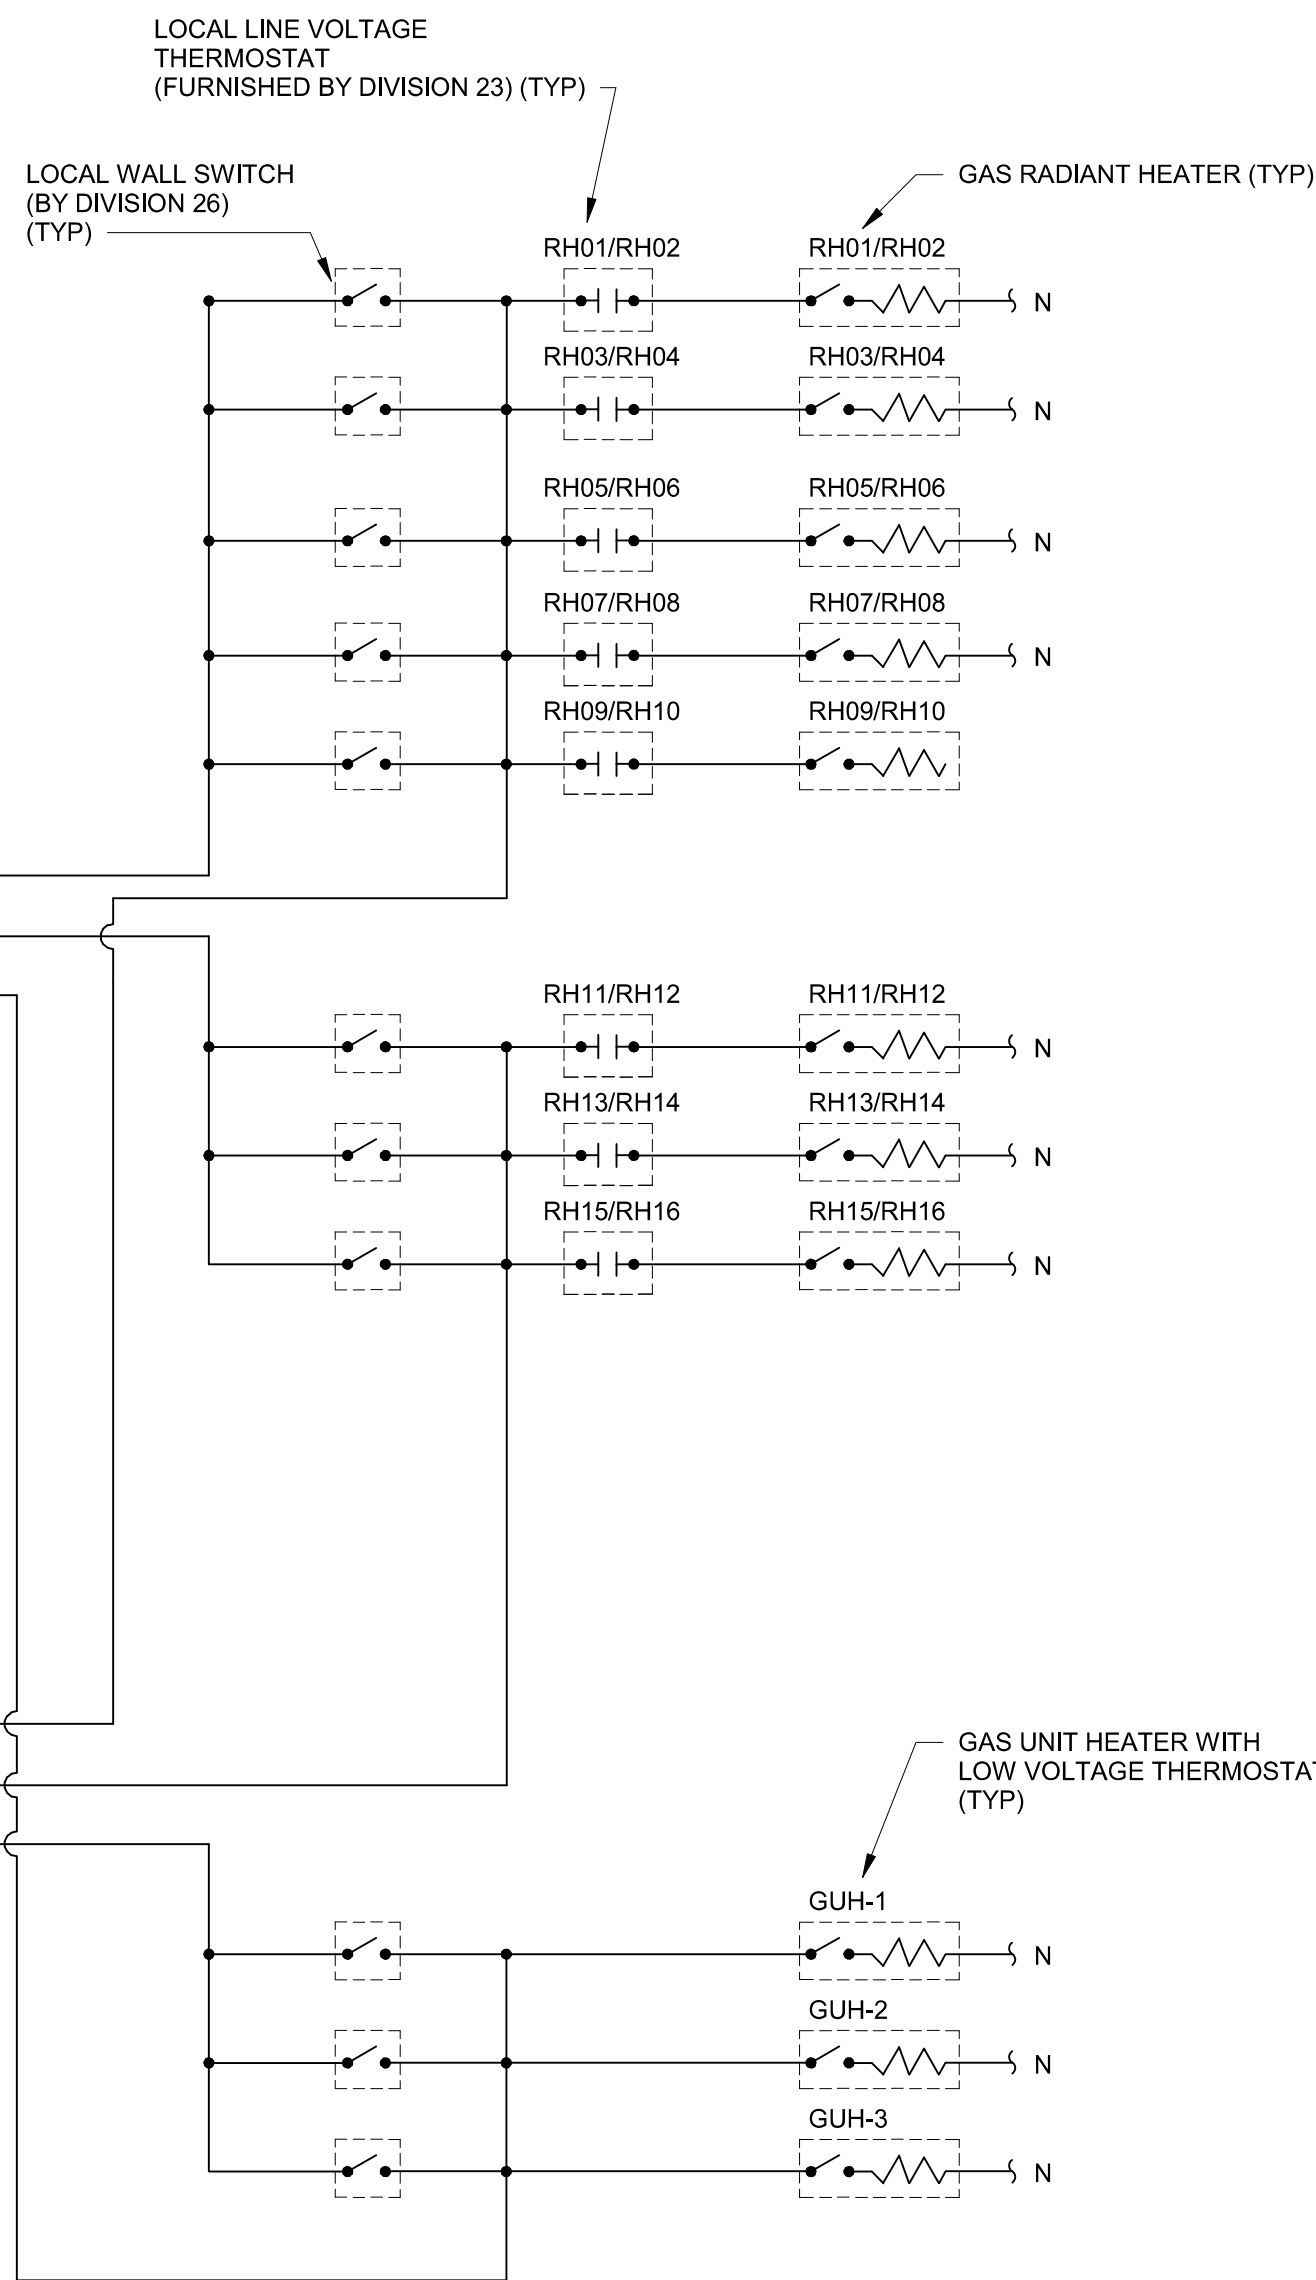 LOCAL LINE VOLTAGE
THERMOSTAT
(FURNISHED BY DIVISION 23) (TYP)
LOCAL WALL SWITCH
(BY DIVISION 26)
(TYP)
GAS RADIANT HEATER (TYP)
RH01/RH02 RH01/RH02
N
RH03/RH04 RH03/RH04
N
RH05/RH06 RH05/RH06
N
RH07/RH08 RH07/RH08
N
RH09/RH10 RH09/RH10
RH11/RH12 RH11/RH12
N
RH13/RH14 RH13/RH14
N
RH15/RH16 RH15/RH16
N
GAS UNIT HEATER WITH
LOW VOLTAGE THERMOSTAT
(TYP)
GUH-1
N
GUH-2
N
GUH-3
N